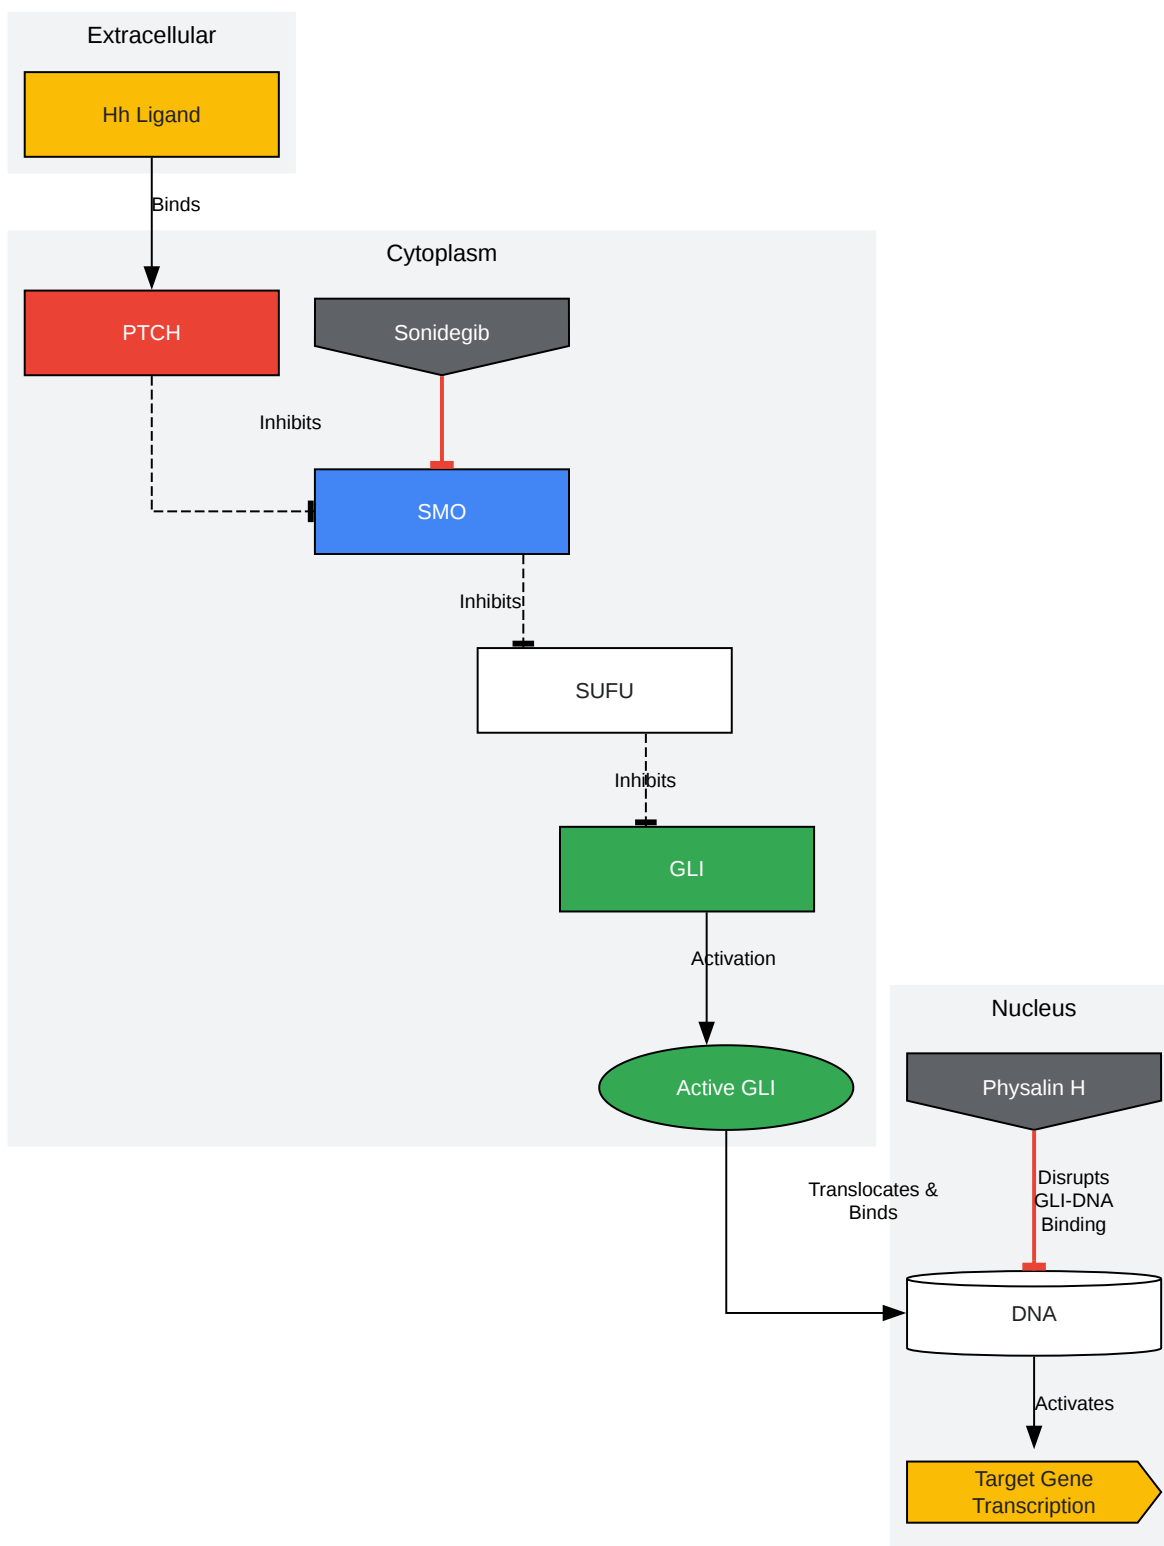 Extracellular
Hh Ligand
Binds
Cytoplasm
PTCH
Sonidegib
Inhibits
SMO
Inhibits
SUFU
Inhibits
GLI
Activation
Nucleus
Active GLI
Physalin H
Translocates &
Binds
Disrupts
GLI-DNA
Binding
DNA
Activates
Target Gene
Transcription